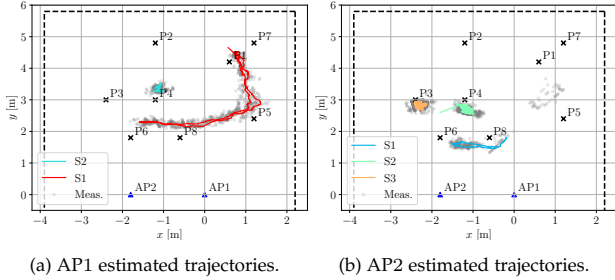 6
5
4
3
2
1
0
y [m]
P2
P7
P3
P4
P5
P6
P8
AP2
AP1
S2
S1
Meas.
−4 −3 −2 −1 0 1 2
x [m]
(a) AP1 estimated trajectories.
6
5
4
3
2
1
0
y [m]
P2
P7
P1
P3
P4
P5
P6
P8
AP2
AP1
S1
S2
S3
Meas.
−4 −3 −2 −1 0 1 2
x [m]
(b) AP2 estimated trajectories.